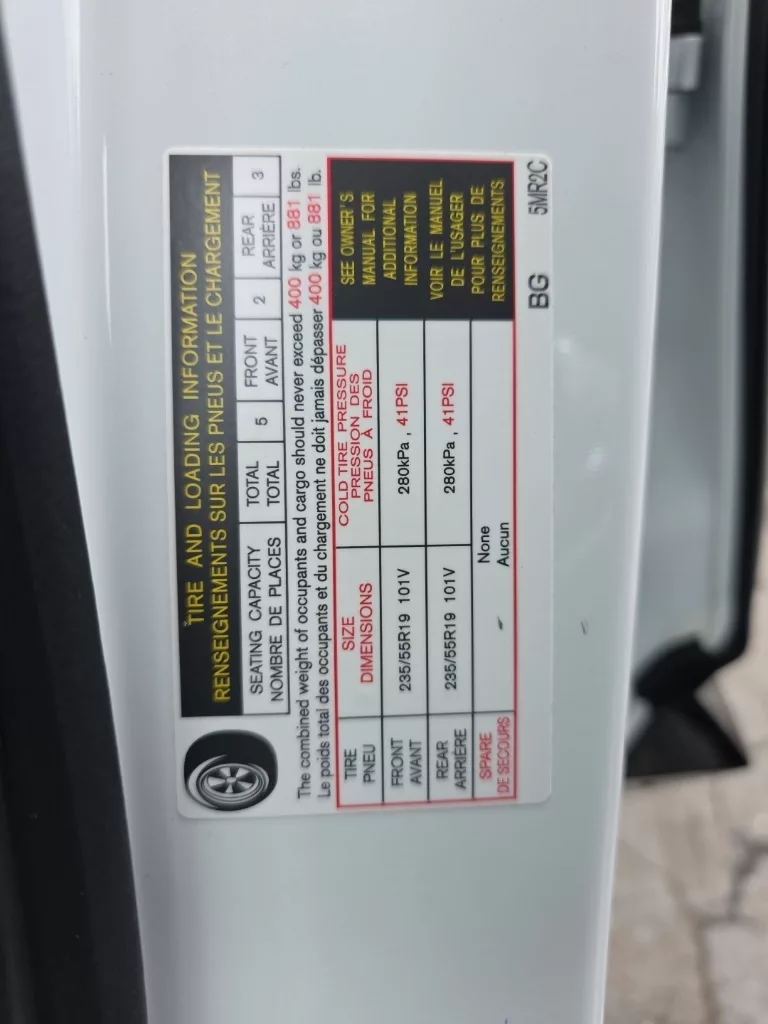 TIRE AND LOADING INFORMATION
RENSEIGNEMENTS SUR LES PNEUS ET LE CHARGEMENT
SEATING CAPACITY TOTAL 5 FRONT 2 REAR 3
NOMBRE DE PLACES TOTAL AVANT ARRIÈRE
The combined weight of occupants and cargo should never exceed 400 kg or 881 lbs.
Le poids total des occupants et du chargement ne doit jamais dépasser 400 kg ou 881 lb.
TIRE
PNEU
SIZE
DIMENSIONS
COLD TIRE PRESSURE
PRESSION DES
PNEUS À FROID
SEE OWNER'S
MANUAL FOR
ADDITIONAL
INFORMATION
VOIR LE MANUEL
DE L'USAGER
POUR PLUS DE
RENSEIGNEMENTS
FRONT
AVANT
235/55R19 101V
280kPa , 41PSI
REAR
ARRIÈRE
235/55R19 101V
280kPa , 41PSI
SPARE
DE SECOURS
None
Aucun
BG 5MR2C